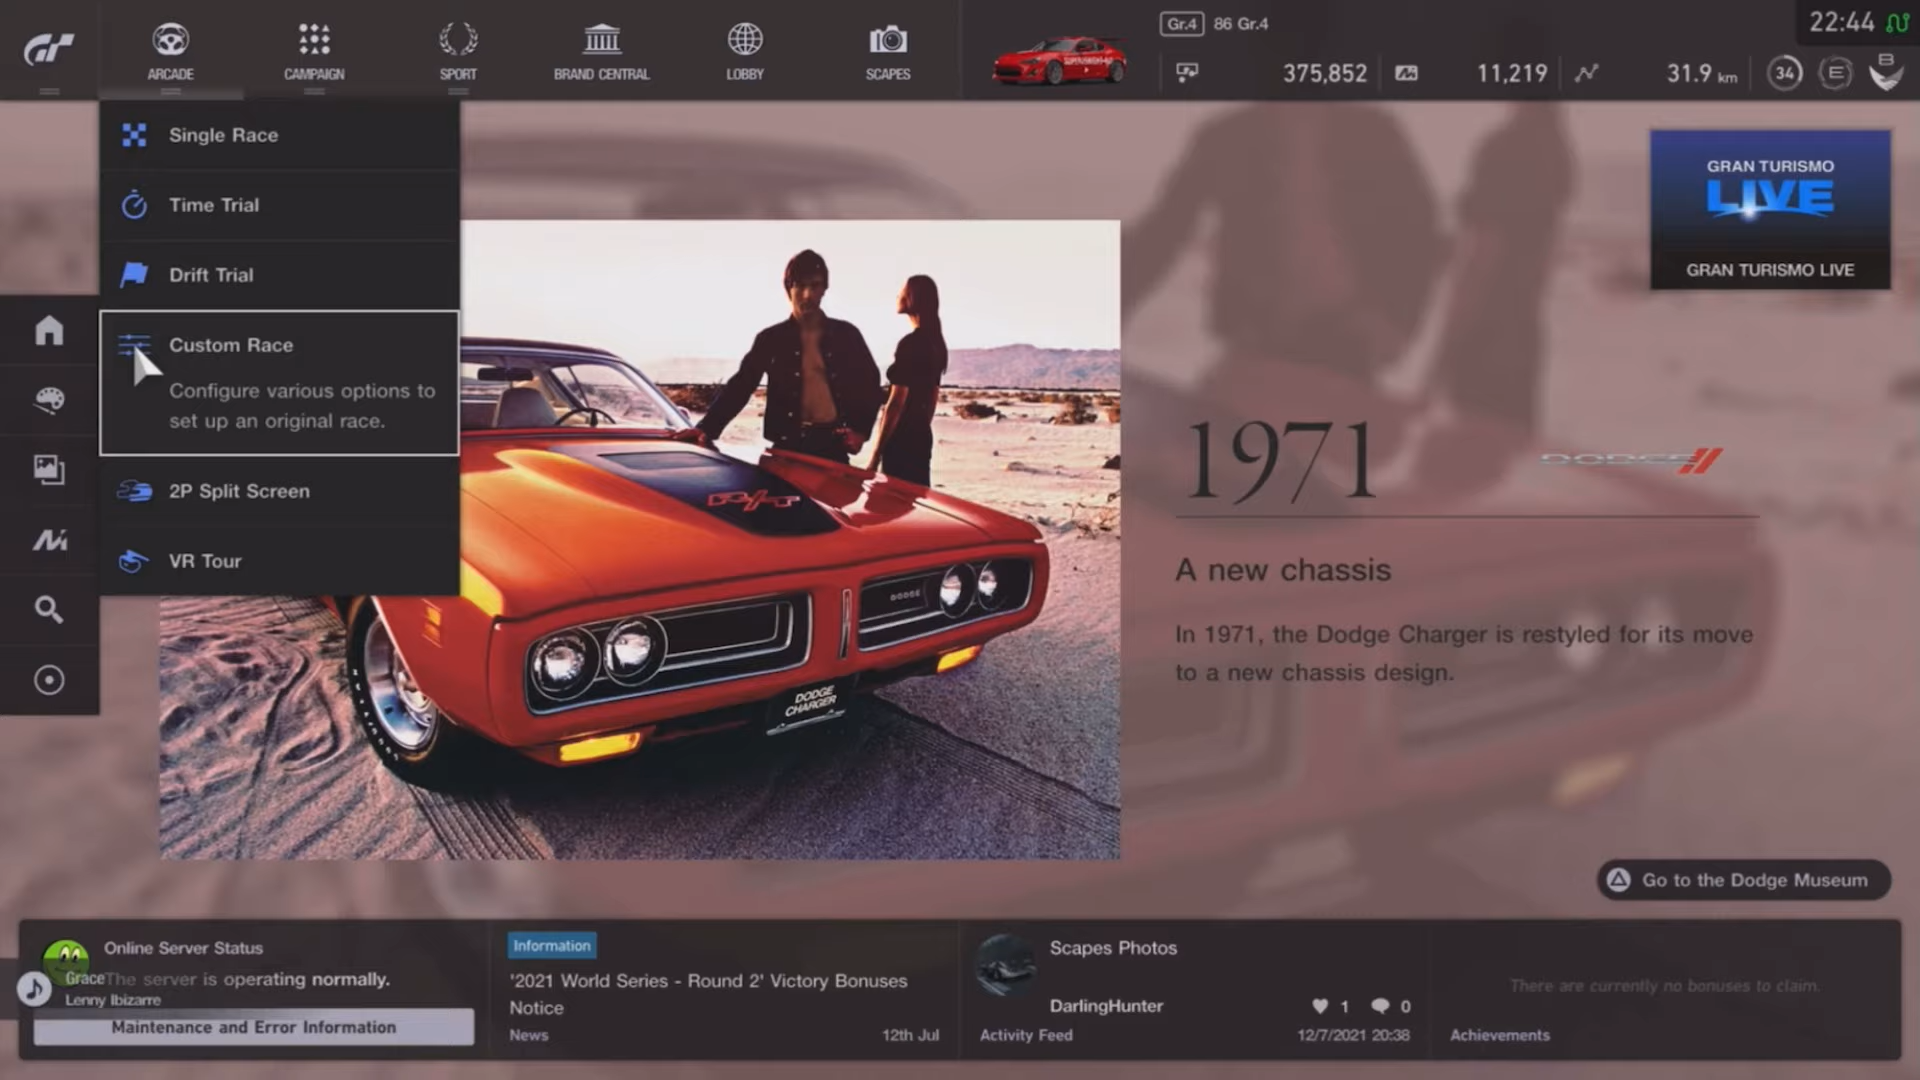 ARCADE
CAMPAIGN
SPORT
BRAND CENTRAL
LOBBY
SCAPES
Gr.4 86 Gr.4
375,852
11,219
31.9 km
34
E
B
22:44
Single Race
Time Trial
Drift Trial
Custom Race
Configure various options to
set up an original race.
2P Split Screen
VR Tour
GRAN TURISMO
LIVE
GRAN TURISMO LIVE
R/T
DODGE
DODGE
CHARGER
1971
DODGE
A new chassis
In 1971, the Dodge Charger is restyled for its move
to a new chassis design.
Go to the Dodge Museum
Online Server Status
The server is operating normally.
Grace
Lenny Ibizarre
Maintenance and Error Information
Information
'2021 World Series - Round 2' Victory Bonuses
Notice
News
12th Jul
Scapes Photos
DarlingHunter
1
0
Activity Feed
12/7/2021 20:38
There are currently no bonuses to claim.
Achievements